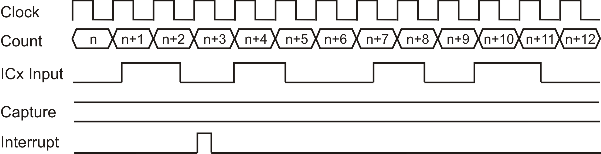 Clock
Count n n+1 n+2 n+3 n+4 n+5 n+6 n+7 n+8 n+9 n+10 n+11 n+12
ICx Input
Capture
Interrupt